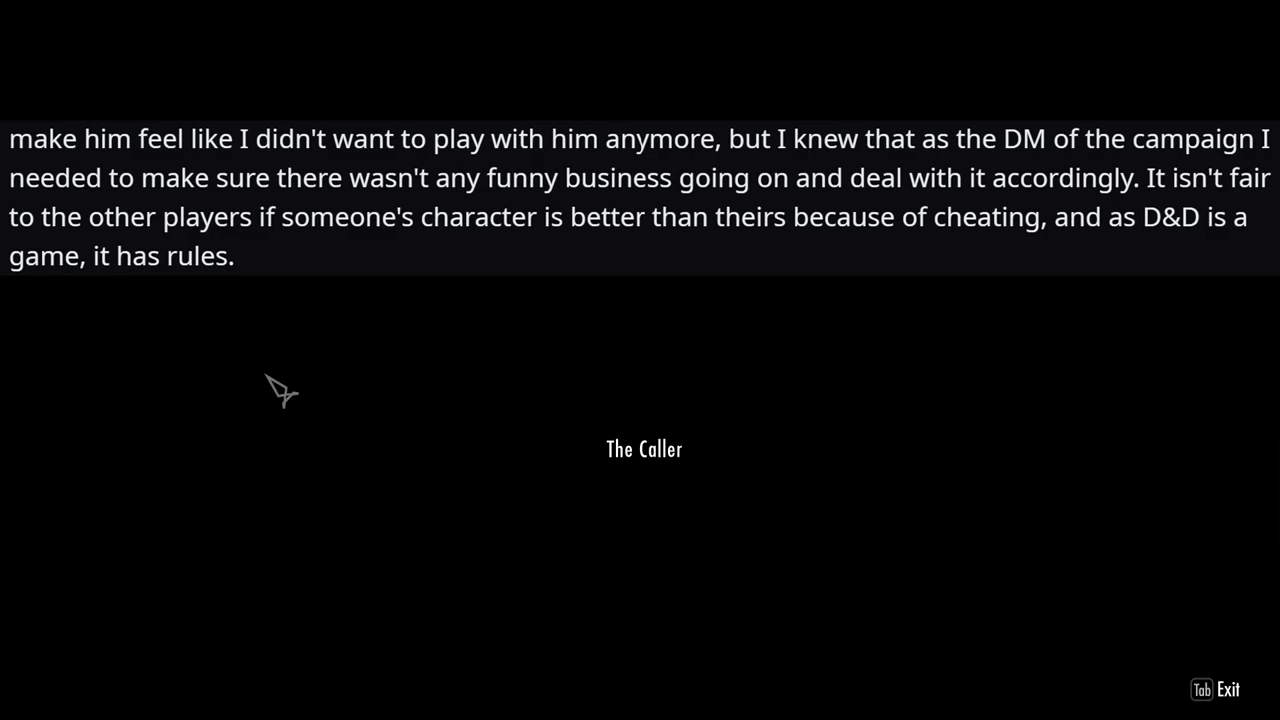 make him feel like I didn't want to play with him anymore, but I knew that as the DM of the campaign I
needed to make sure there wasn't any funny business going on and deal with it accordingly. It isn't fair
to the other players if someone's character is better than theirs because of cheating, and as D&D is a
game, it has rules.
The Caller
Tab Exit